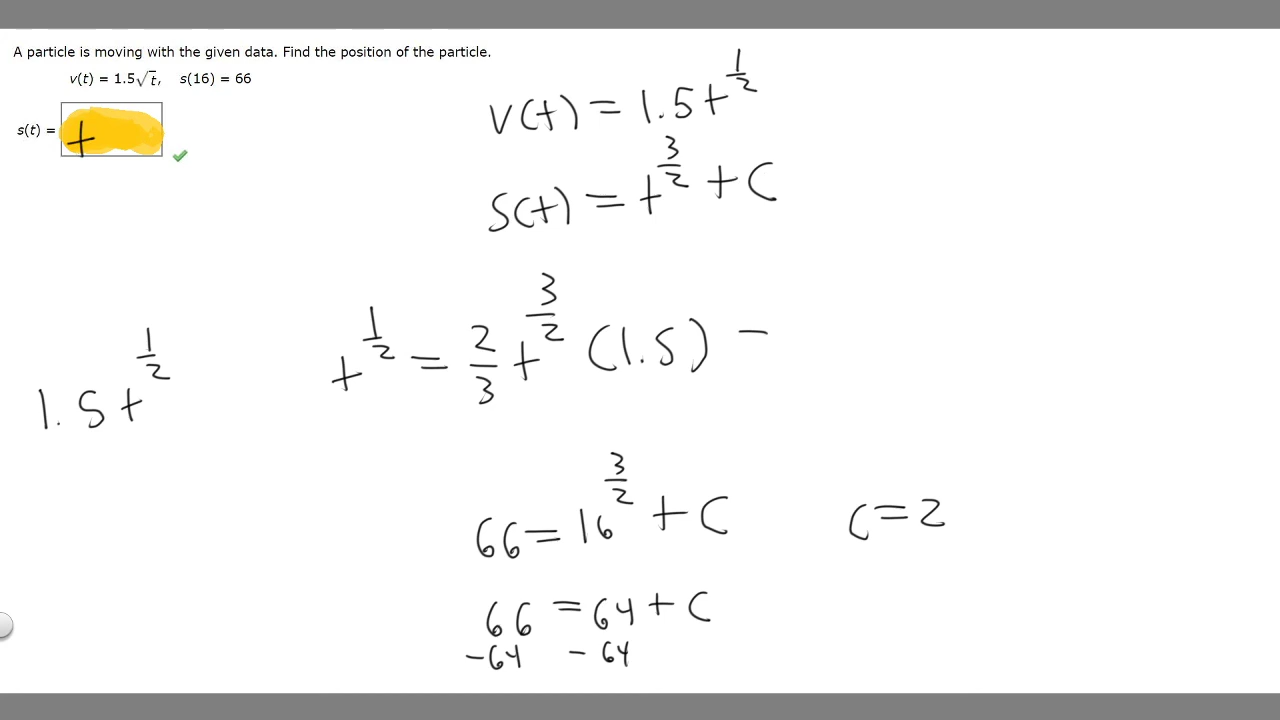 A particle is moving with the given data. Find the position of the particle.
v(t) = 1.5√t, s(16) = 66
s(t) = t
v(t) = 1.5t^(1/2)
s(t) = t^(3/2) + C
1.5t^(1/2)
t^(1/2) = 2/3 t^(3/2) (1.5) -
66 = 16^(3/2) + C
C = 2
66 = 64 + C
-64 - 64